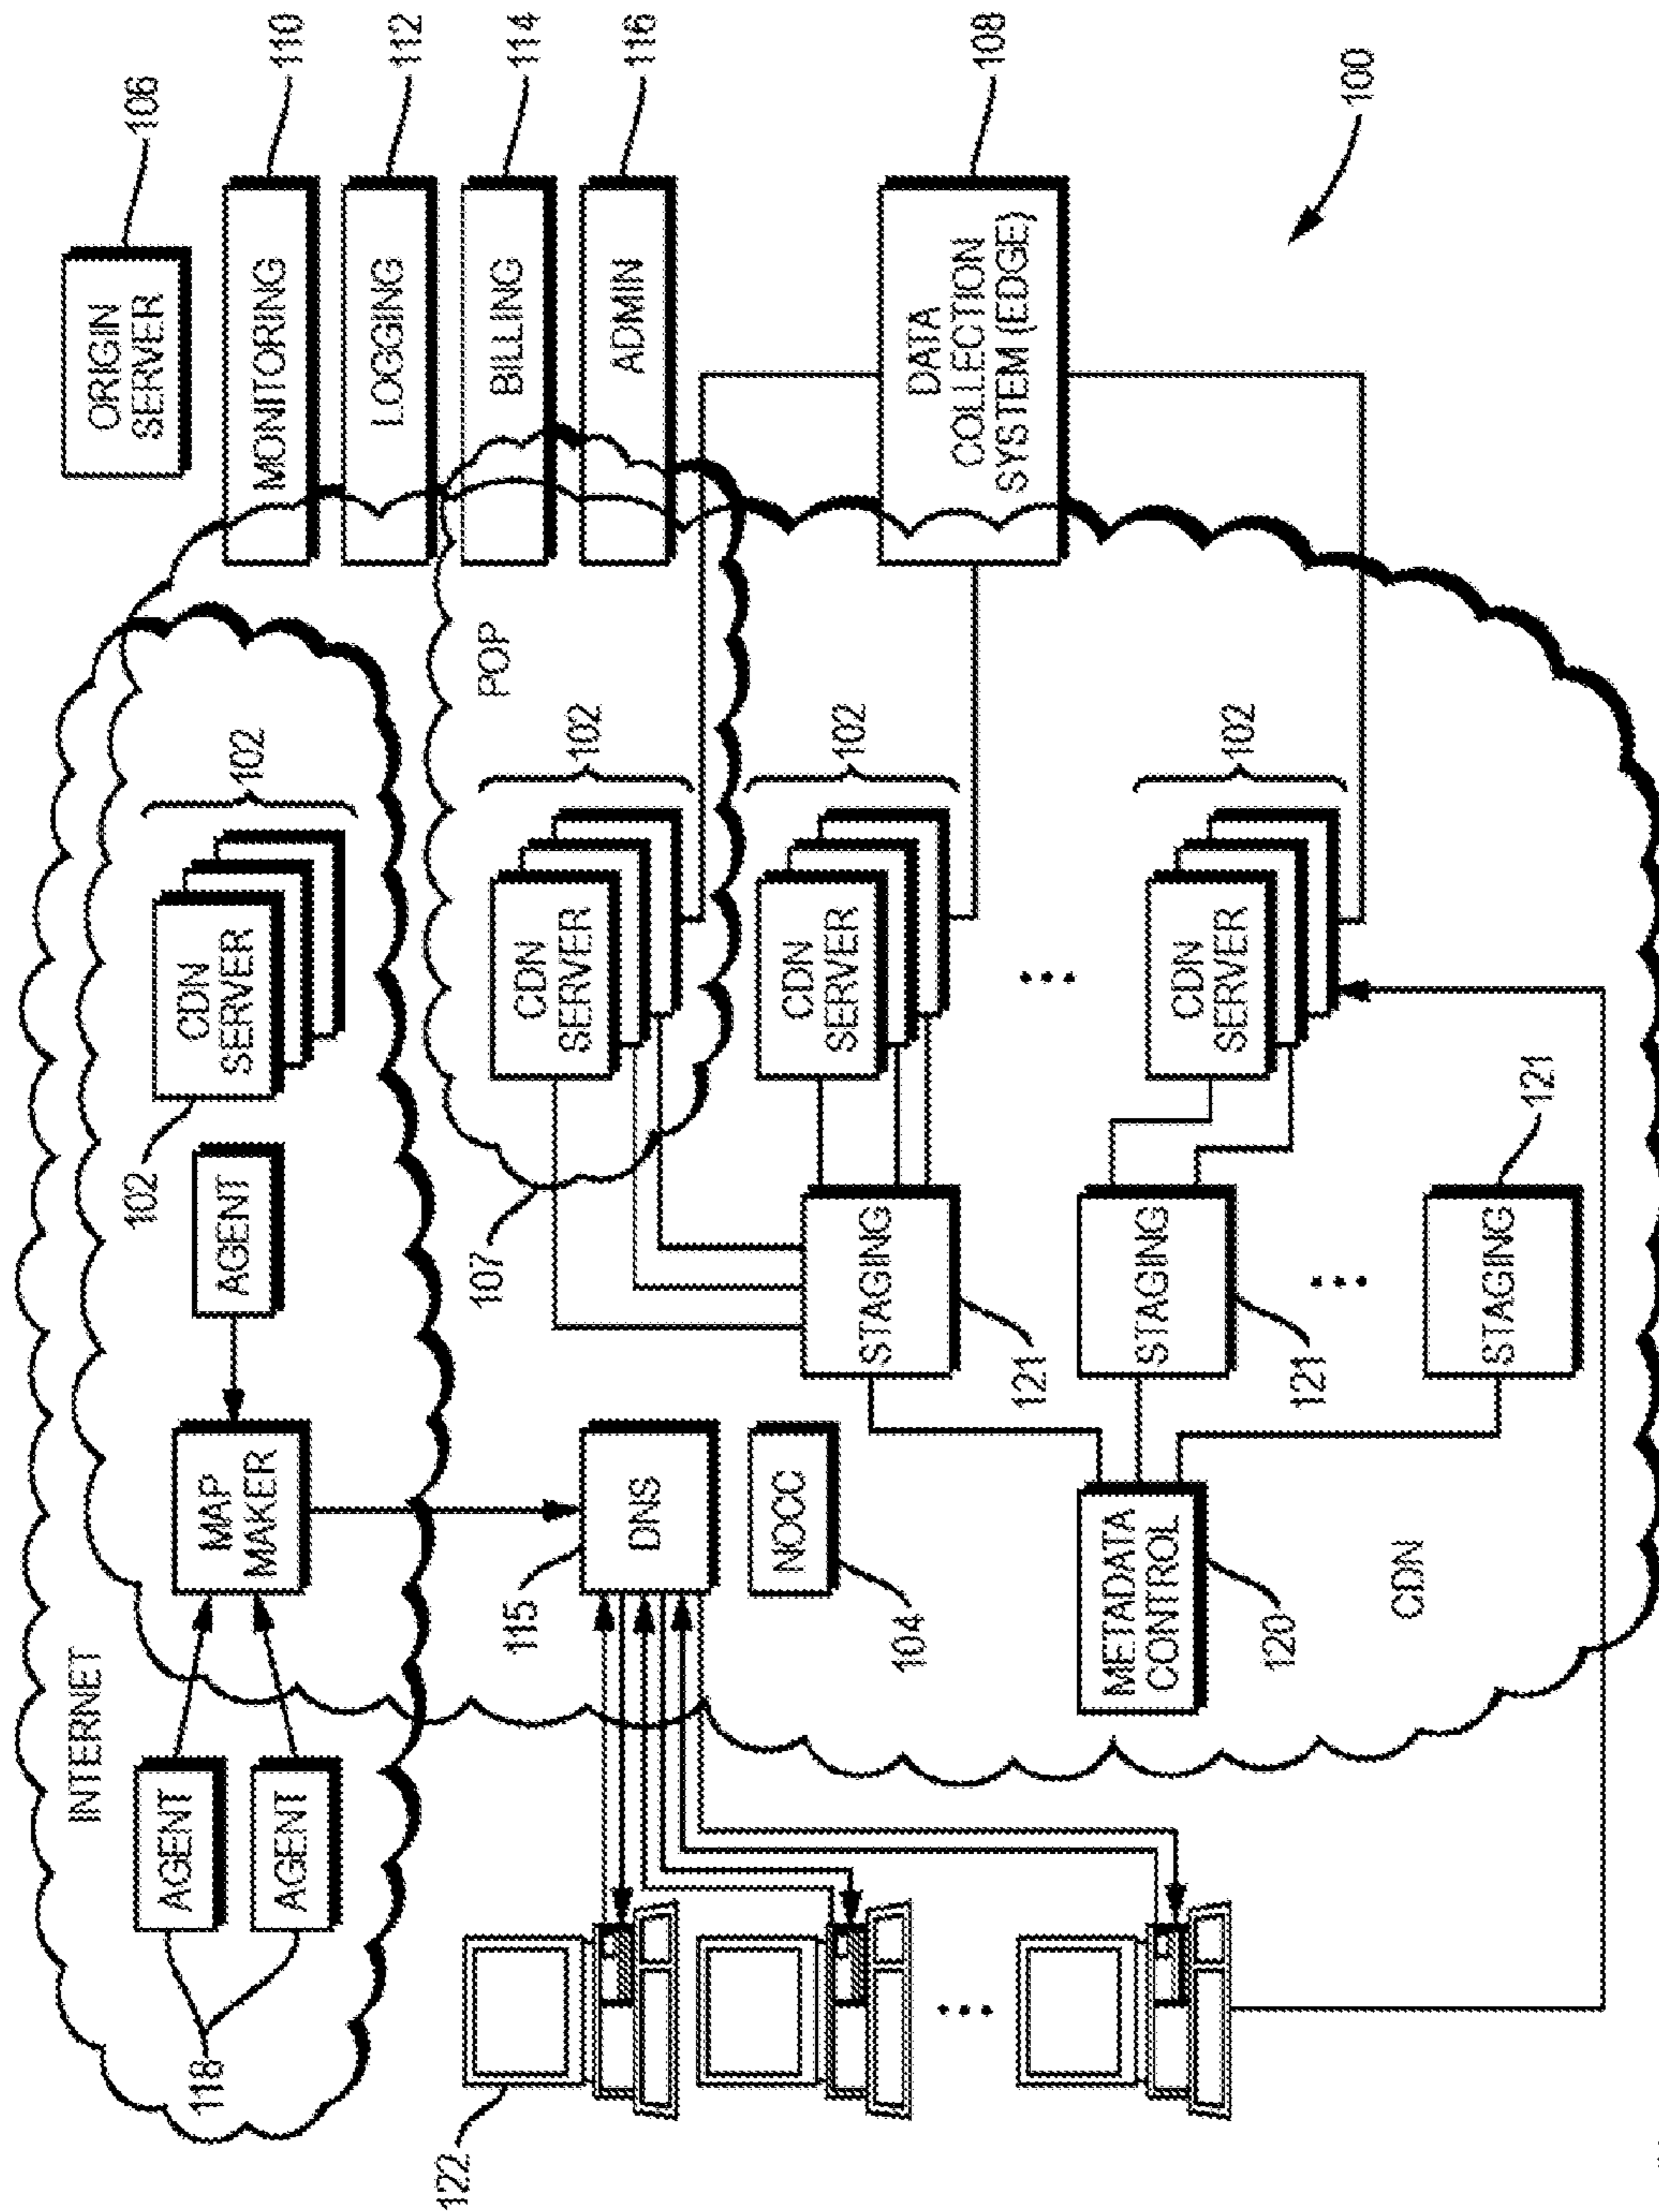 ORIGIN
SERVER
106
MONITORING
110
LOGGING
112
BILLING
114
ADMIN
116
DATA
COLLECTION
SYSTEM (EDGE)
108
100
INTERNET
AGENT
AGENT
118
MAP
MAKER
AGENT
102
CDN
SERVER
102
POP
107
CDN
SERVER
102
115
DNS
NOCC
104
STAGING
121
CDN
SERVER
102
METADATA
CONTROL
120
STAGING
121
CDN
SERVER
102
STAGING
121
CDN
122